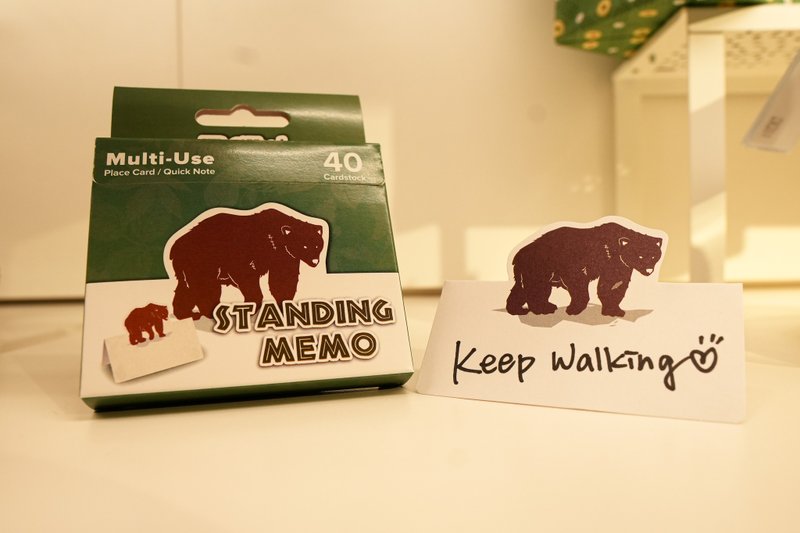 Multi-Use
Place Card / Quick Note
40
Cardstock
STANDING
MEMO
Keep walking